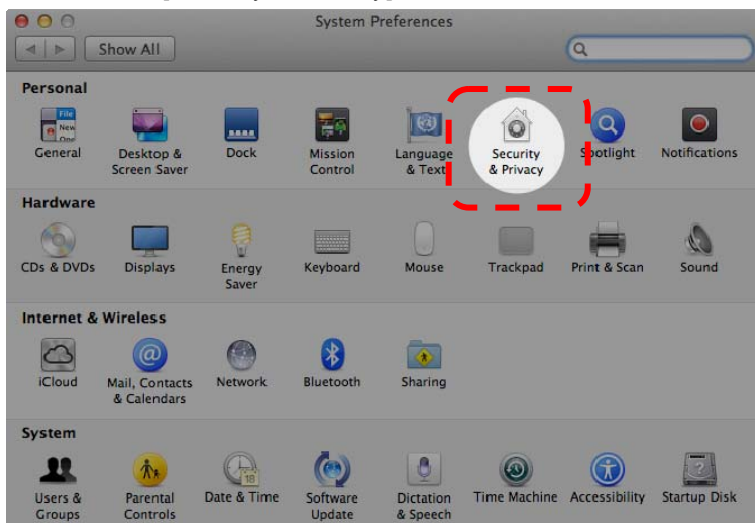 System Preferences
Show All
Personal
General
Desktop &
Screen Saver
Dock
Mission
Control
Language
& Text
Security
& Privacy
Spotlight
Notifications
Hardware
CDs & DVDs
Displays
Energy
Saver
Keyboard
Mouse
Trackpad
Print & Scan
Sound
Internet & Wireless
iCloud
Mail, Contacts
& Calendars
Network
Bluetooth
Sharing
System
Users &
Groups
Parental
Controls
18
Date & Time
Software
Update
Dictation
& Speech
Time Machine
Accessibility
Startup Disk